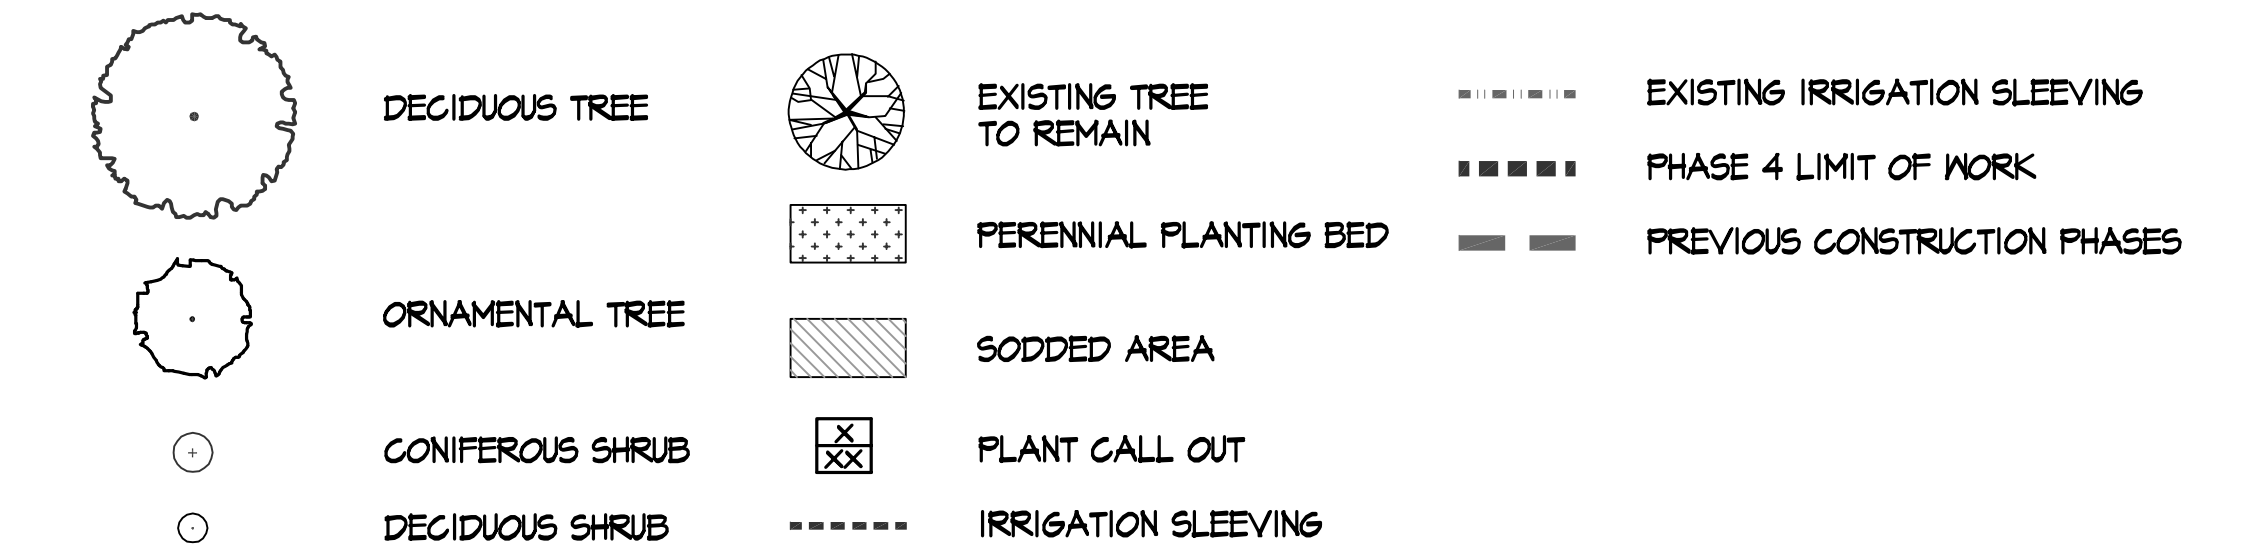 DECIDUOUS TREE
ORNAMENTAL TREE
CONIFEROUS SHRUB
DECIDUOUS SHRUB
EXISTING TREE
TO REMAIN
PERENNIAL PLANTING BED
SODDED AREA
X
XX
PLANT CALL OUT
IRRIGATION SLEEVING
EXISTING IRRIGATION SLEEVING
PHASE 4 LIMIT OF WORK
PREVIOUS CONSTRUCTION PHASES